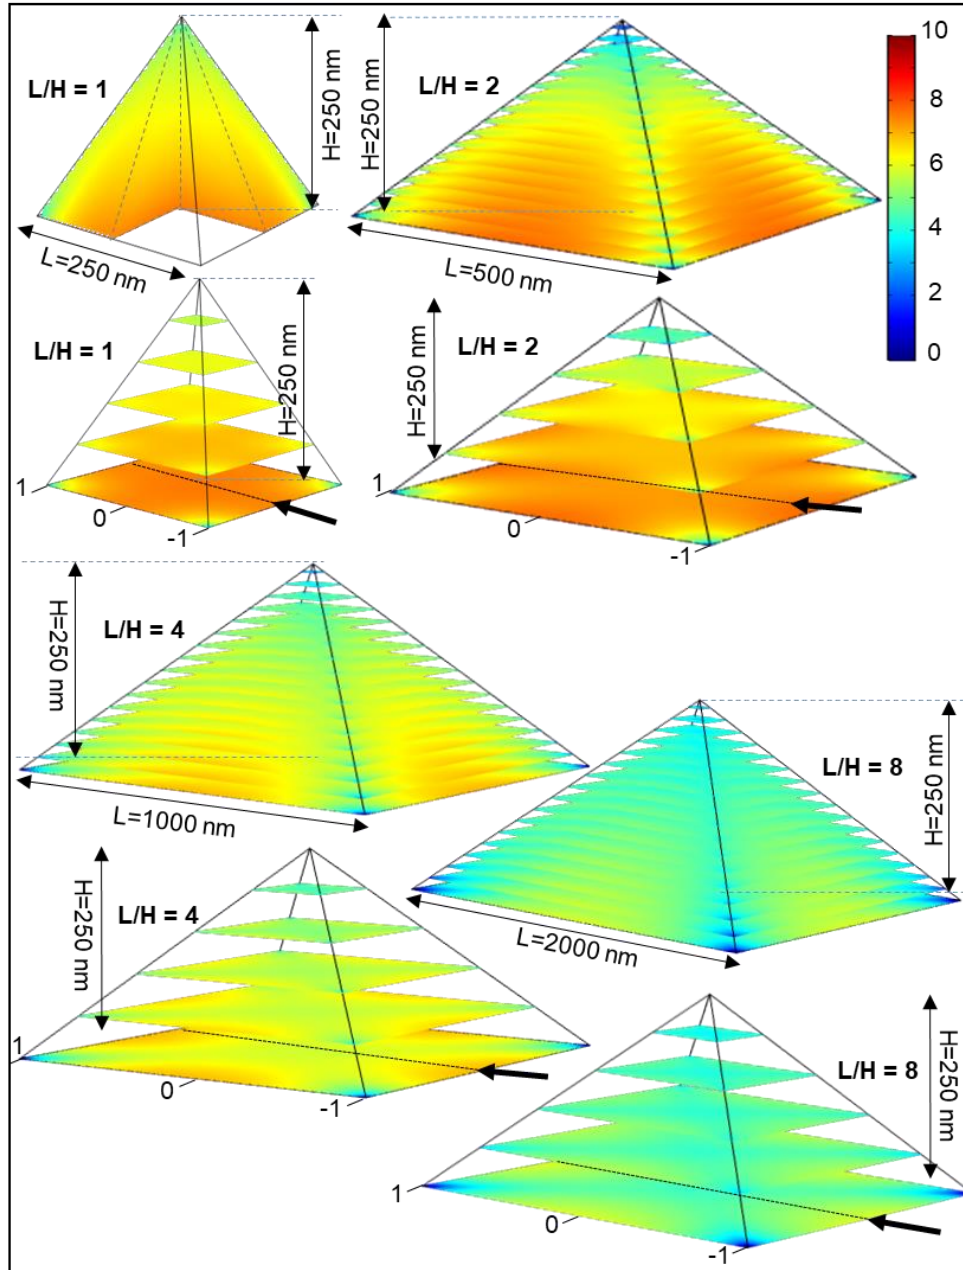 L/H = 1
H=250 nm
L=250 nm
H=250 nm
L/H = 2
L=500 nm
10
8
6
4
2
0
L/H = 1
H=250 nm
1
0
-1
H=250 nm
L/H = 2
1
0
-1
H=250 nm
L/H = 4
L=1000 nm
L/H = 8
H=250 nm
L=2000 nm
H=250 nm
L/H = 4
1
0
-1
L/H = 8
H=250 nm
1
0
-1